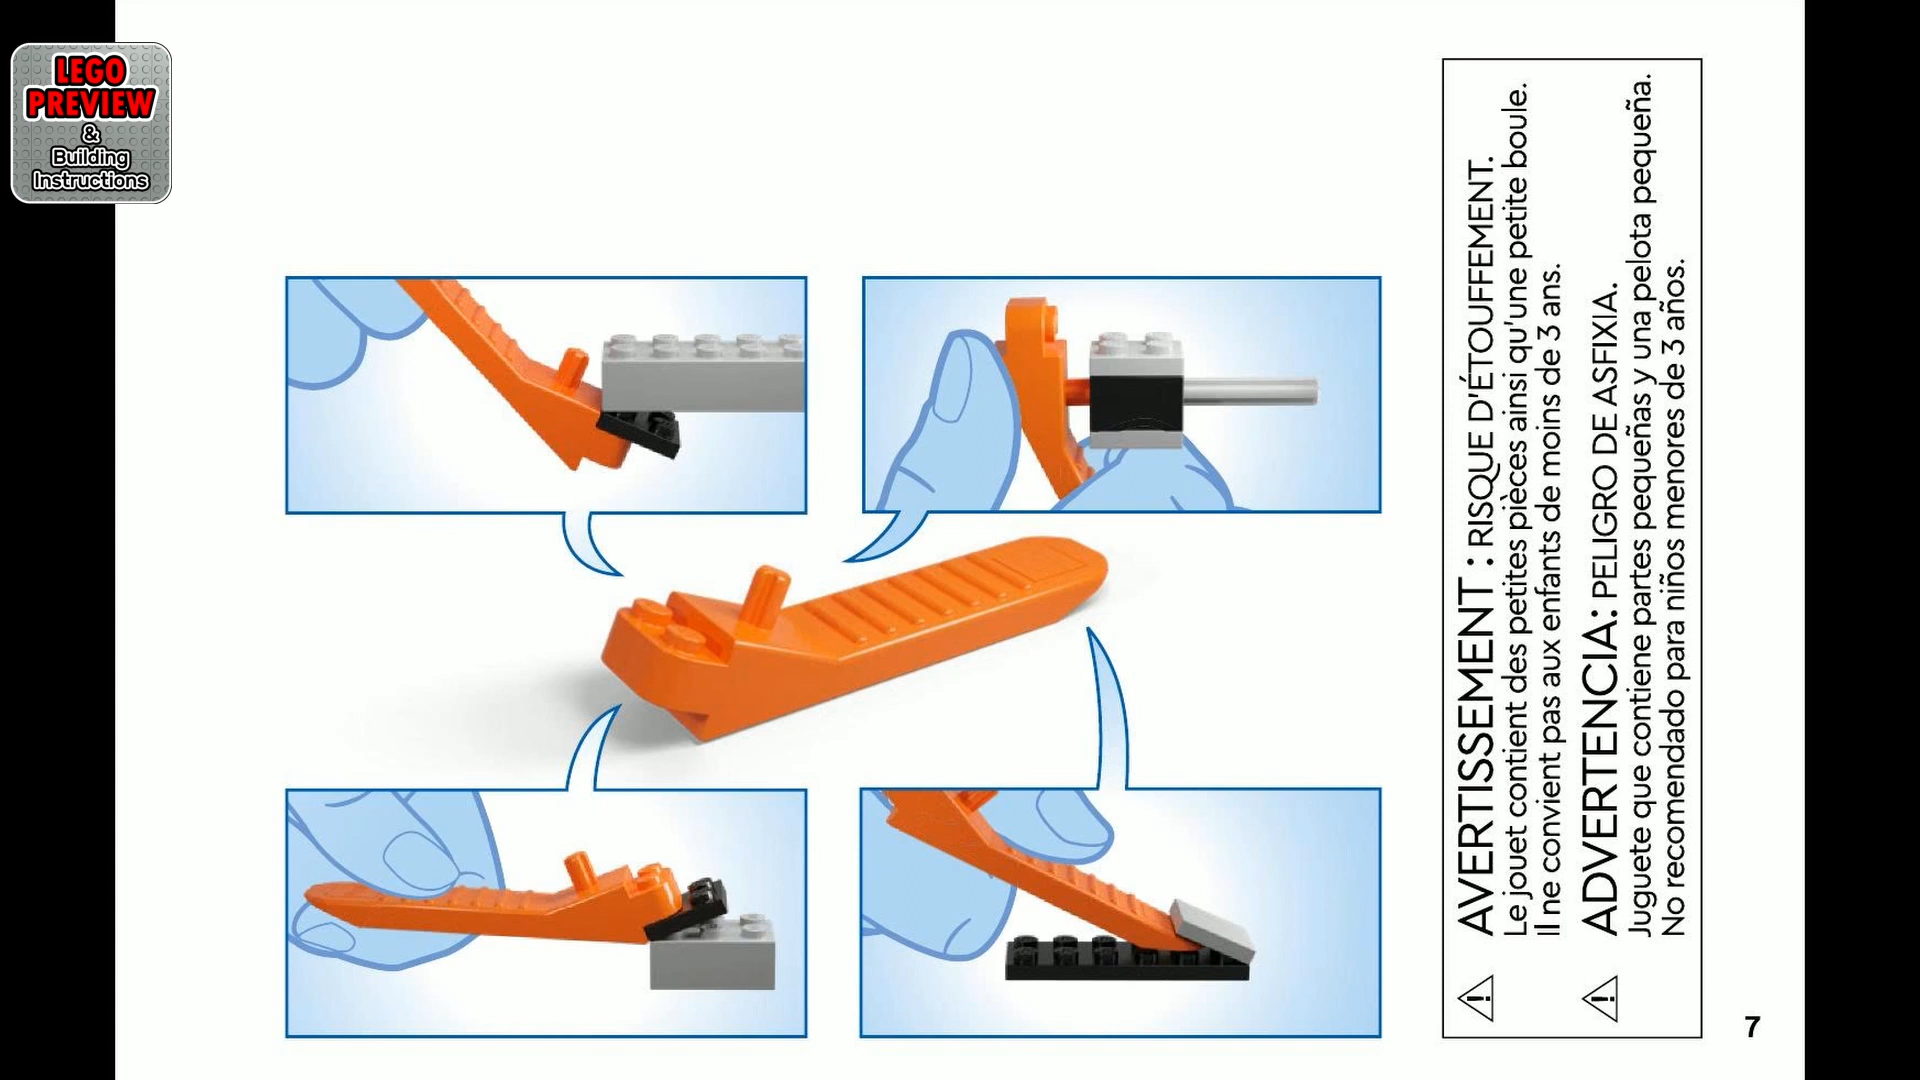 LEGO
PREVIEW
&
Building
Instructions
AVERTISSEMENT : RISQUE D'ÉTOUFFEMENT.
Le jouet contient des petites pièces ainsi qu'une petite boule.
Il ne convient pas aux enfants de moins de 3 ans.
ADVERTENCIA: PELIGRO DE ASFIXIA.
Juguete que contiene partes pequeñas y una pelota pequeña.
No recomendado para niños menores de 3 años.
7